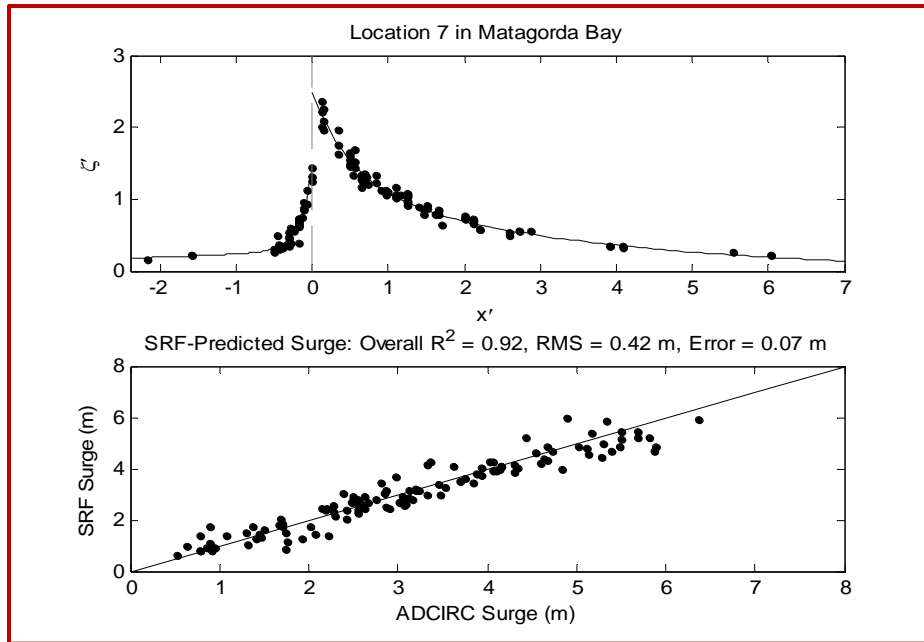 Location 7 in Matagorda Bay
3
2
1
0
ζ′
-2 -1 0 1 2 3 4 5 6 7
x′
SRF-Predicted Surge: Overall R² = 0.92, RMS = 0.42 m, Error = 0.07 m
8
6
4
2
0
SRF Surge (m)
0 1 2 3 4 5 6 7 8
ADCIRC Surge (m)